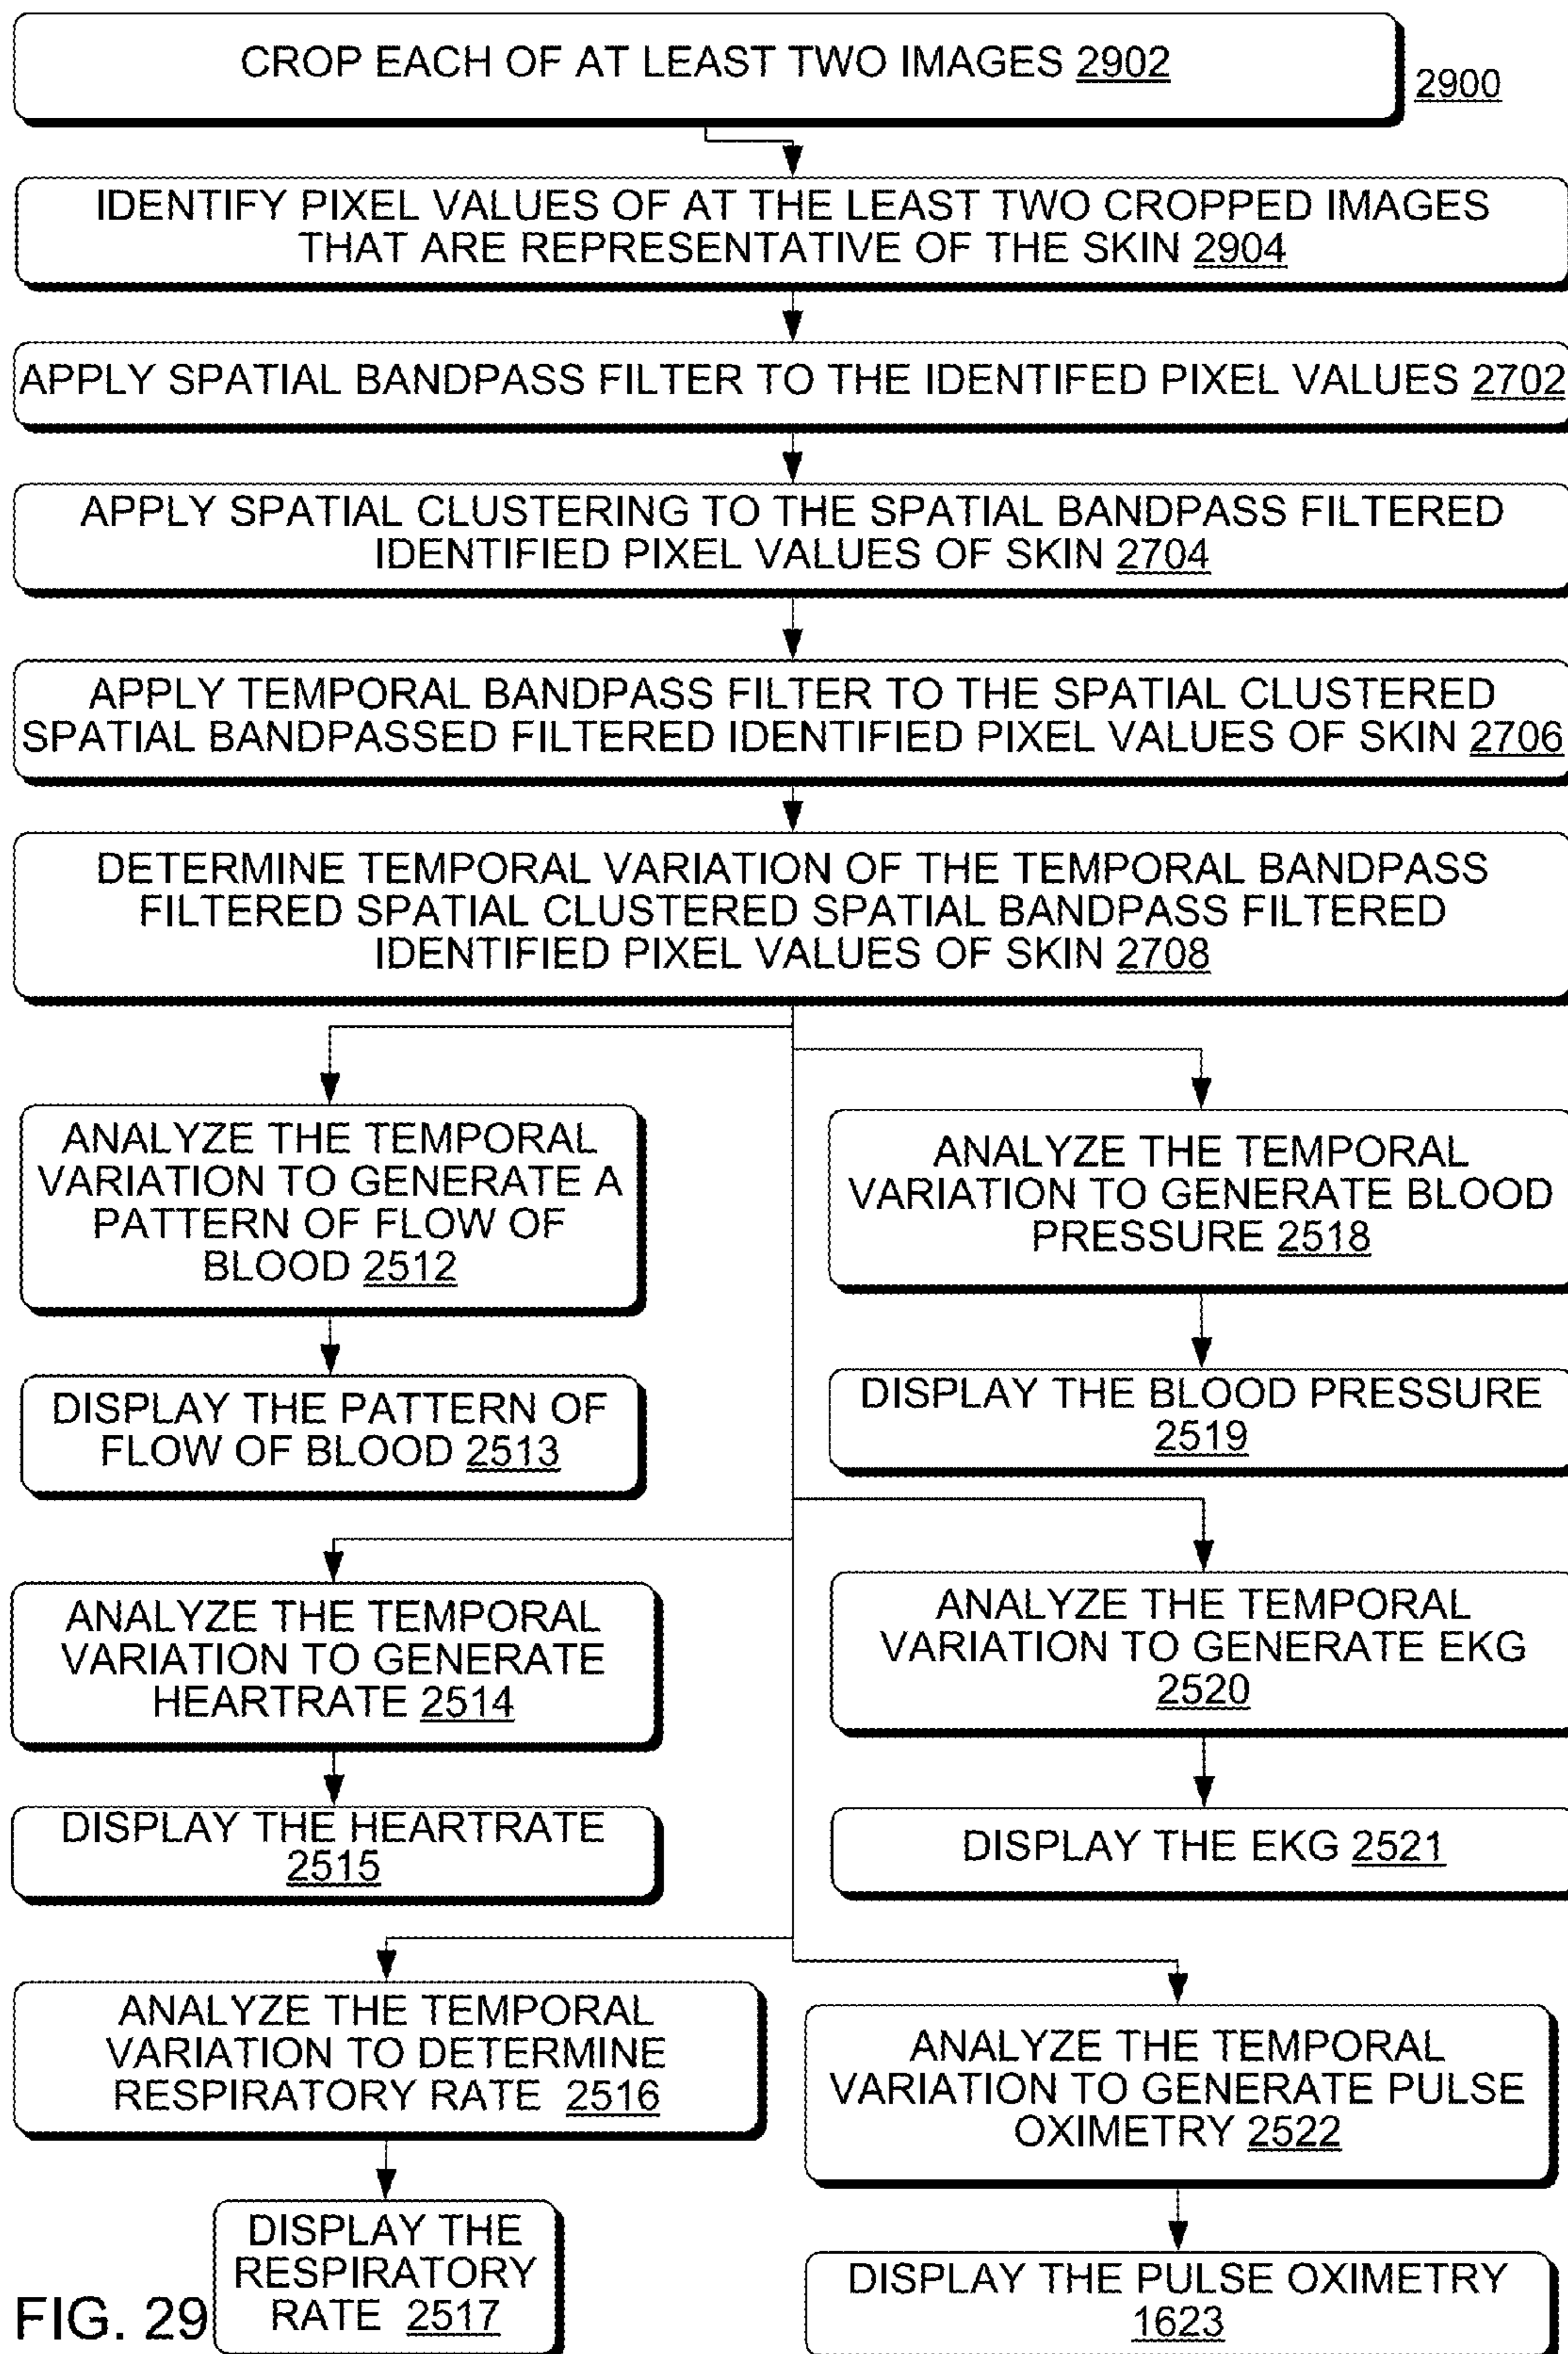 CROP EACH OF AT LEAST TWO IMAGES 2902
2900
IDENTIFY PIXEL VALUES OF AT THE LEAST TWO CROPPED IMAGES
THAT ARE REPRESENTATIVE OF THE SKIN 2904
APPLY SPATIAL BANDPASS FILTER TO THE IDENTIFED PIXEL VALUES 2702
APPLY SPATIAL CLUSTERING TO THE SPATIAL BANDPASS FILTERED
IDENTIFIED PIXEL VALUES OF SKIN 2704
APPLY TEMPORAL BANDPASS FILTER TO THE SPATIAL CLUSTERED
SPATIAL BANDPASSED FILTERED IDENTIFIED PIXEL VALUES OF SKIN 2706
DETERMINE TEMPORAL VARIATION OF THE TEMPORAL BANDPASS
FILTERED SPATIAL CLUSTERED SPATIAL BANDPASS FILTERED
IDENTIFIED PIXEL VALUES OF SKIN 2708
ANALYZE THE TEMPORAL
VARIATION TO GENERATE A
PATTERN OF FLOW OF
BLOOD 2512
ANALYZE THE TEMPORAL
VARIATION TO GENERATE BLOOD
PRESSURE 2518
DISPLAY THE PATTERN OF
FLOW OF BLOOD 2513
DISPLAY THE BLOOD PRESSURE
2519
ANALYZE THE TEMPORAL
VARIATION TO GENERATE
HEARTRATE 2514
ANALYZE THE TEMPORAL
VARIATION TO GENERATE EKG
2520
DISPLAY THE HEARTRATE
2515
DISPLAY THE EKG 2521
ANALYZE THE TEMPORAL
VARIATION TO DETERMINE
RESPIRATORY RATE 2516
ANALYZE THE TEMPORAL
VARIATION TO GENERATE PULSE
OXIMETRY 2522
DISPLAY THE
RESPIRATORY
RATE 2517
DISPLAY THE PULSE OXIMETRY
1623
FIG. 29